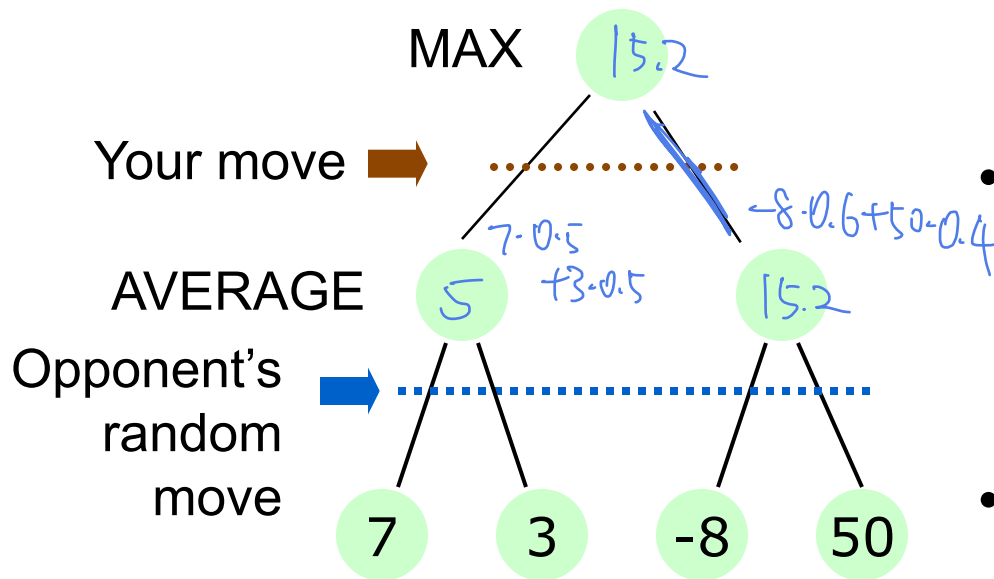 MAX
15.2
Your move
7·0.5
+3·0.5
-8·0.6+50·0.4
AVERAGE
5
15.2
Opponent’s
random
move
7
3
-8
50